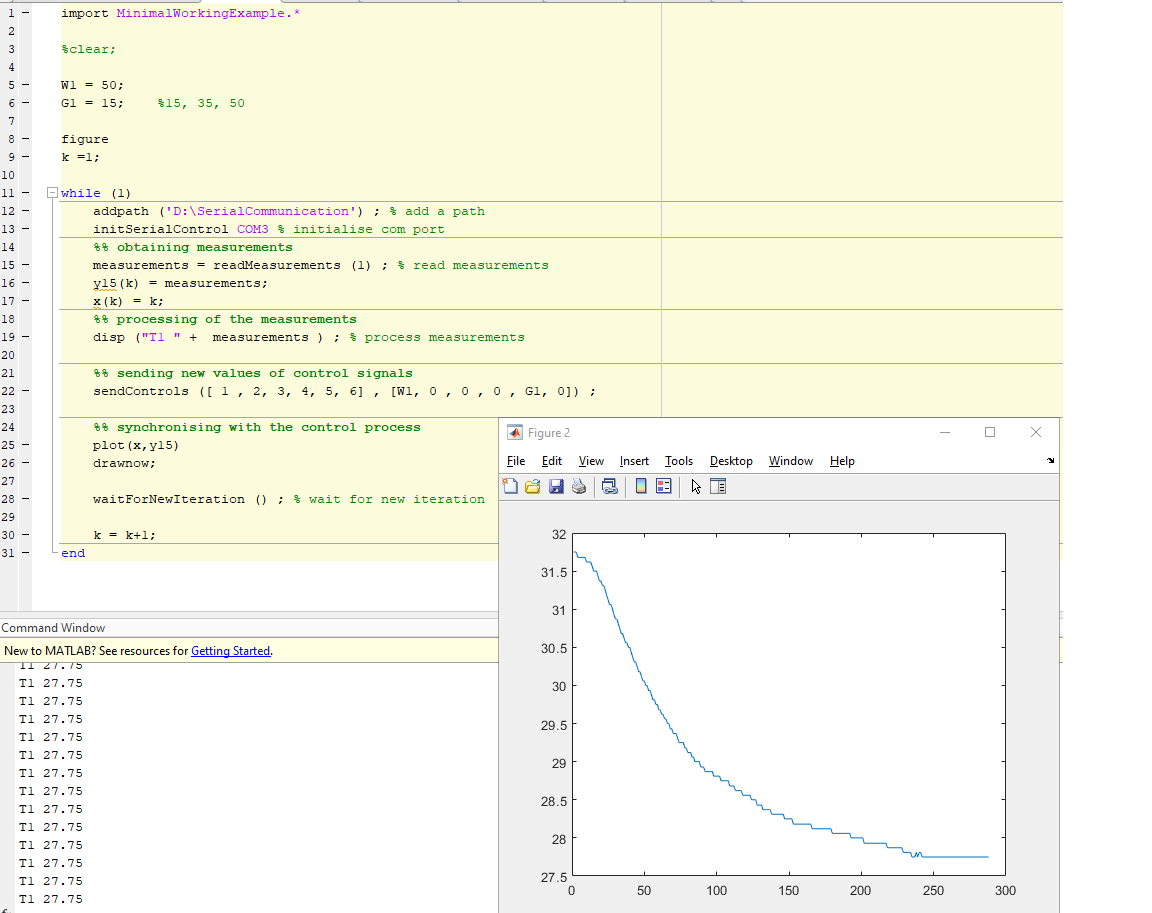 1 – import MinimalWorkingExample.*
2
3 %clear;
4
5 – W1 = 50;
6 – G1 = 15; %15, 35, 50
7
8 – figure
9 – k =1;
10
11 – while (1)
12 – addpath ('D:\SerialCommunication') ; % add a path
13 – initSerialControl COM3 % initialise com port
14 %% obtaining measurements
15 – measurements = readMeasurements (1) ; % read measurements
16 – y15(k) = measurements;
17 – x(k) = k;
18 %% processing of the measurements
19 – disp ("T1 " + measurements ) ; % process measurements
20
21 %% sending new values of control signals
22 – sendControls ([ 1 , 2, 3, 4, 5, 6] , [W1, 0 , 0 , 0 , G1, 0]) ;
23
24 %% synchronising with the control process
25 – plot(x,y15)
26 – drawnow;
27
28 – waitForNewIteration () ; % wait for new iteration
29
30 – k = k+1;
31 – end
Command Window
New to MATLAB? See resources for Getting Started.
T1 27.75
T1 27.75
T1 27.75
T1 27.75
T1 27.75
T1 27.75
T1 27.75
T1 27.75
T1 27.75
T1 27.75
T1 27.75
T1 27.75
T1 27.75
T1 27.75
Figure 2
File Edit View Insert Tools Desktop Window Help
32
31.5
31
30.5
30
29.5
29
28.5
28
27.5
0 50 100 150 200 250 300